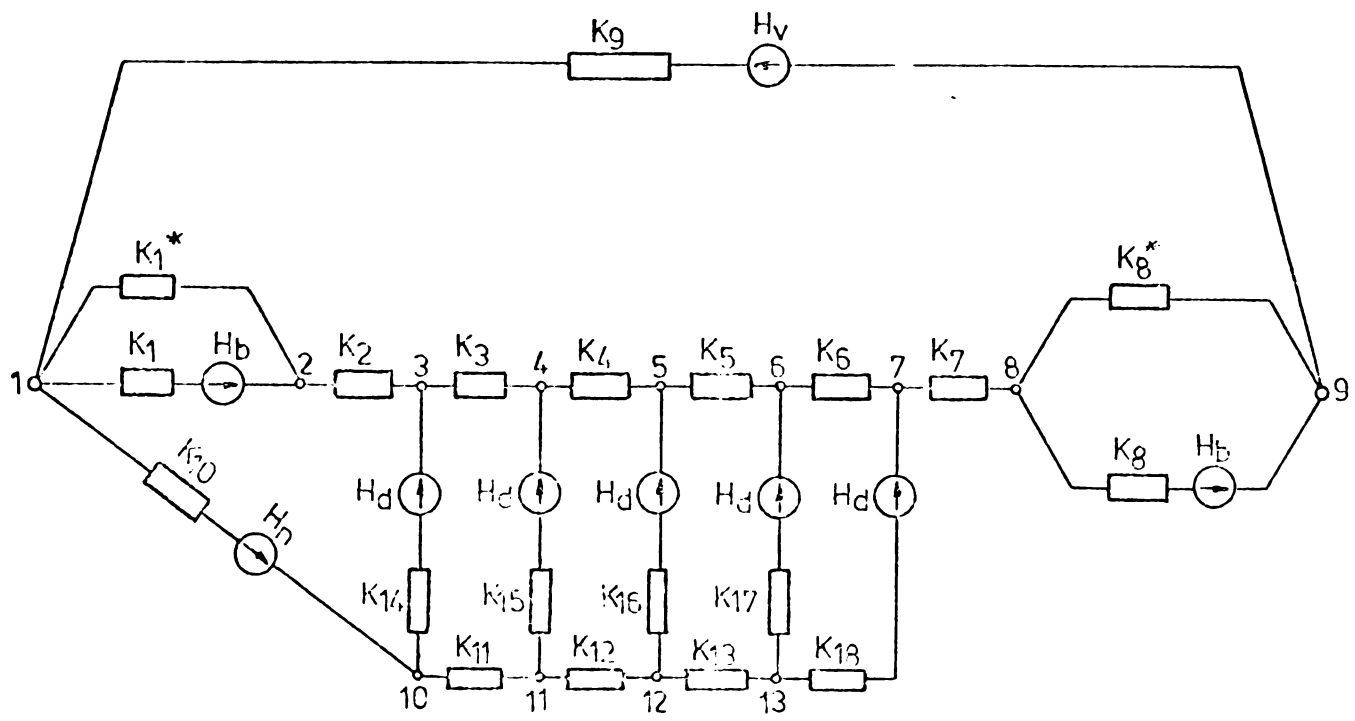 K9 Hv
K1* K8*
K1 Hb 2 K2 3 K3 4 K4 5 K5 6 K6 7 K7 8
1 9
K8 Hb
K10
Hn
Hd Hd Hd Hd Hd
K14 K15 K16 K17
K11 K12 K13 K18
10 11 12 13